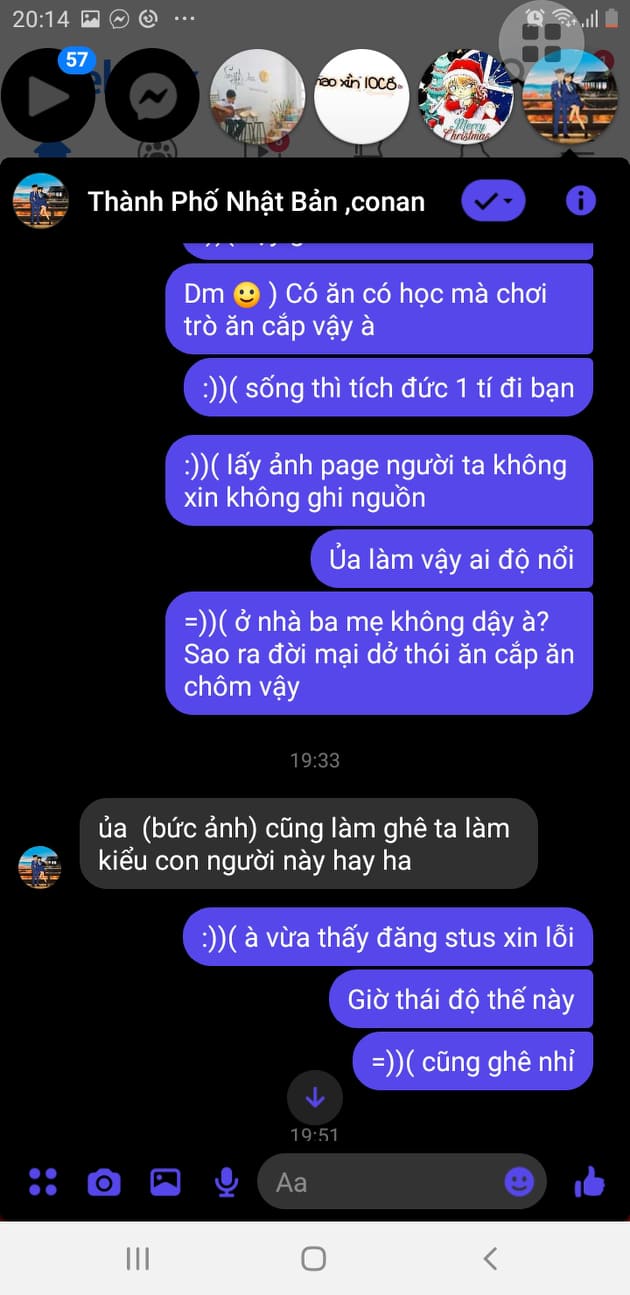 20:14
57
nao xin 10C6
Merry
Christmas
Thành Phố Nhật Bản ,conan
Dm 🙂 ) Có ăn có học mà chơi
trò ăn cắp vậy à
:))( sống thì tích đức 1 tí đi bạn
:))( lấy ảnh page người ta không
xin không ghi nguồn
Ủa làm vậy ai độ nổi
=))( ở nhà ba mẹ không dậy à?
Sao ra đời mại dở thói ăn cắp ăn
chôm vậy
19:33
ủa (bức ảnh) cũng làm ghê ta làm
kiểu con người này hay ha
:))( à vừa thấy đăng stus xin lỗi
Giờ thái độ thế này
=))( cũng ghê nhỉ
19:51
Aa